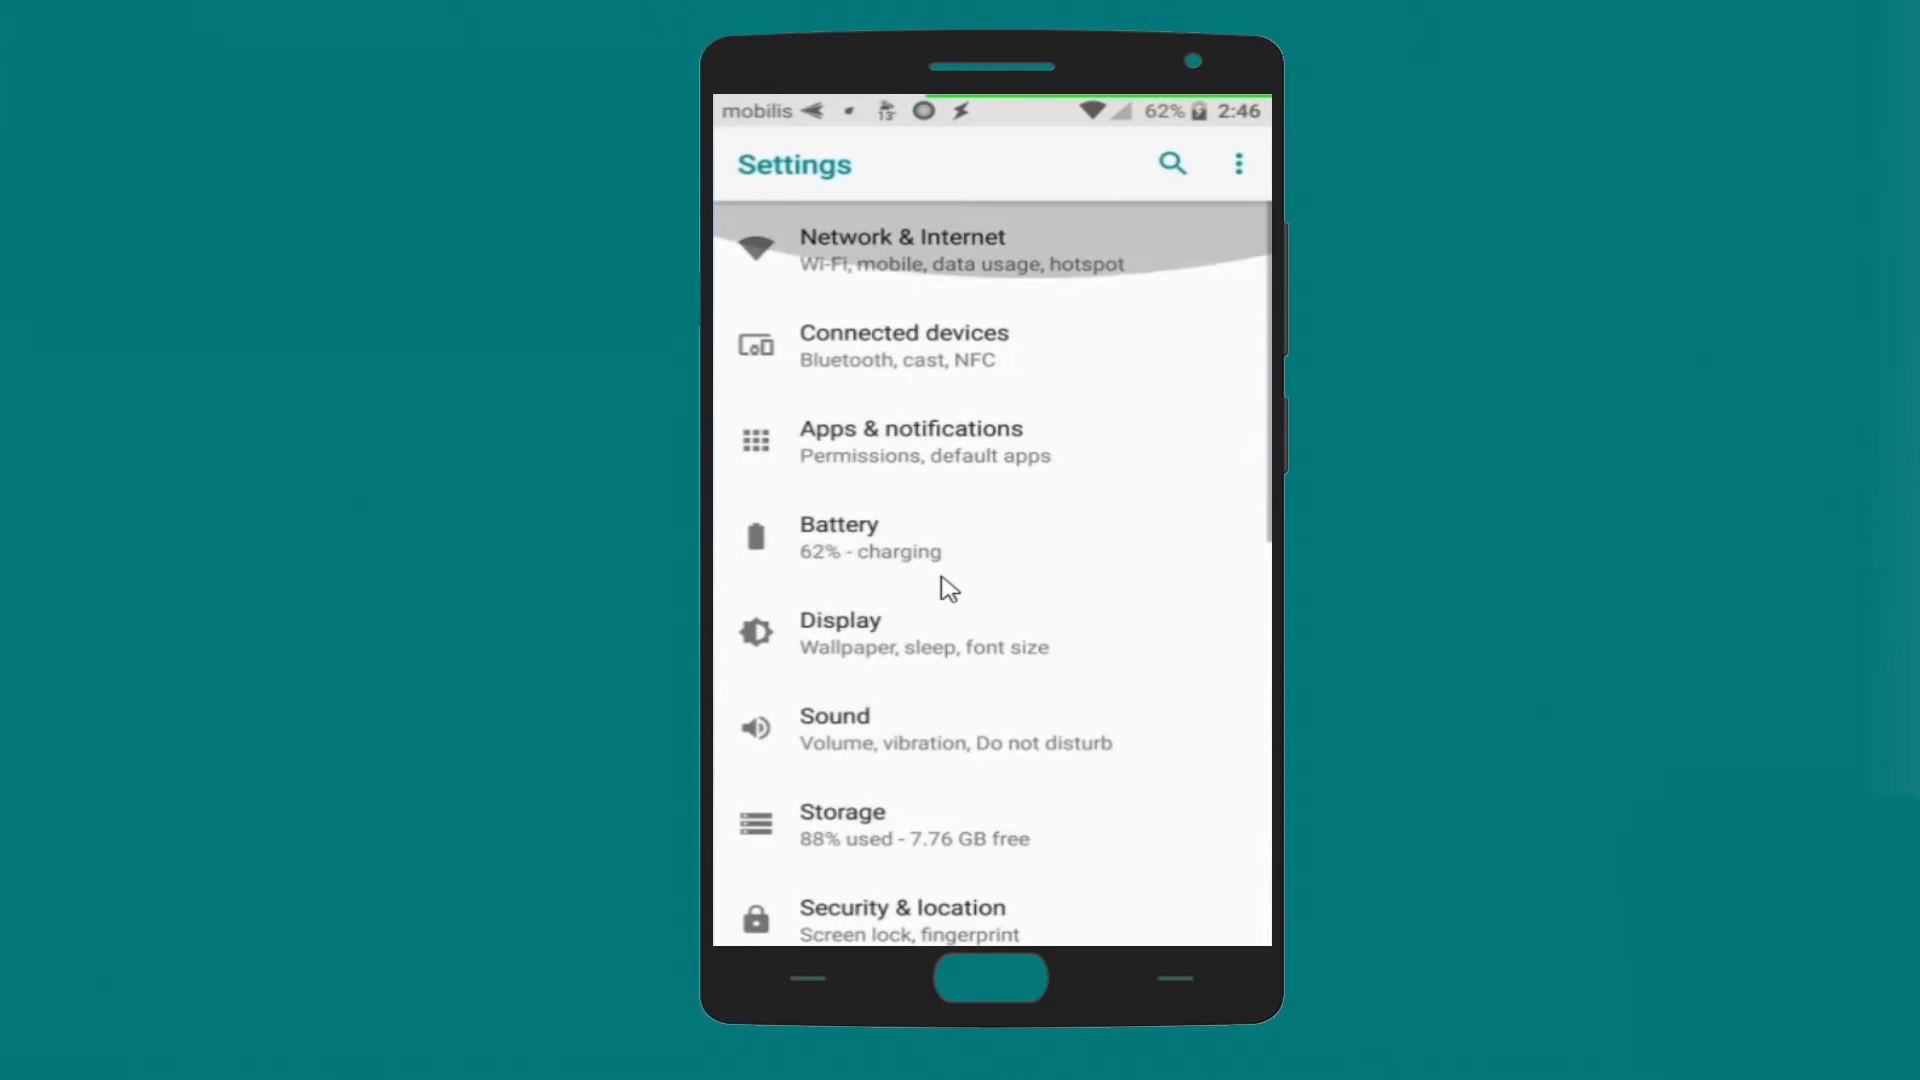 mobilis 13° 62% 2:46
Settings
Network & Internet
Wi-Fi, mobile, data usage, hotspot
Connected devices
Bluetooth, cast, NFC
Apps & notifications
Permissions, default apps
Battery
62% - charging
Display
Wallpaper, sleep, font size
Sound
Volume, vibration, Do not disturb
Storage
88% used - 7.76 GB free
Security & location
Screen lock, fingerprint